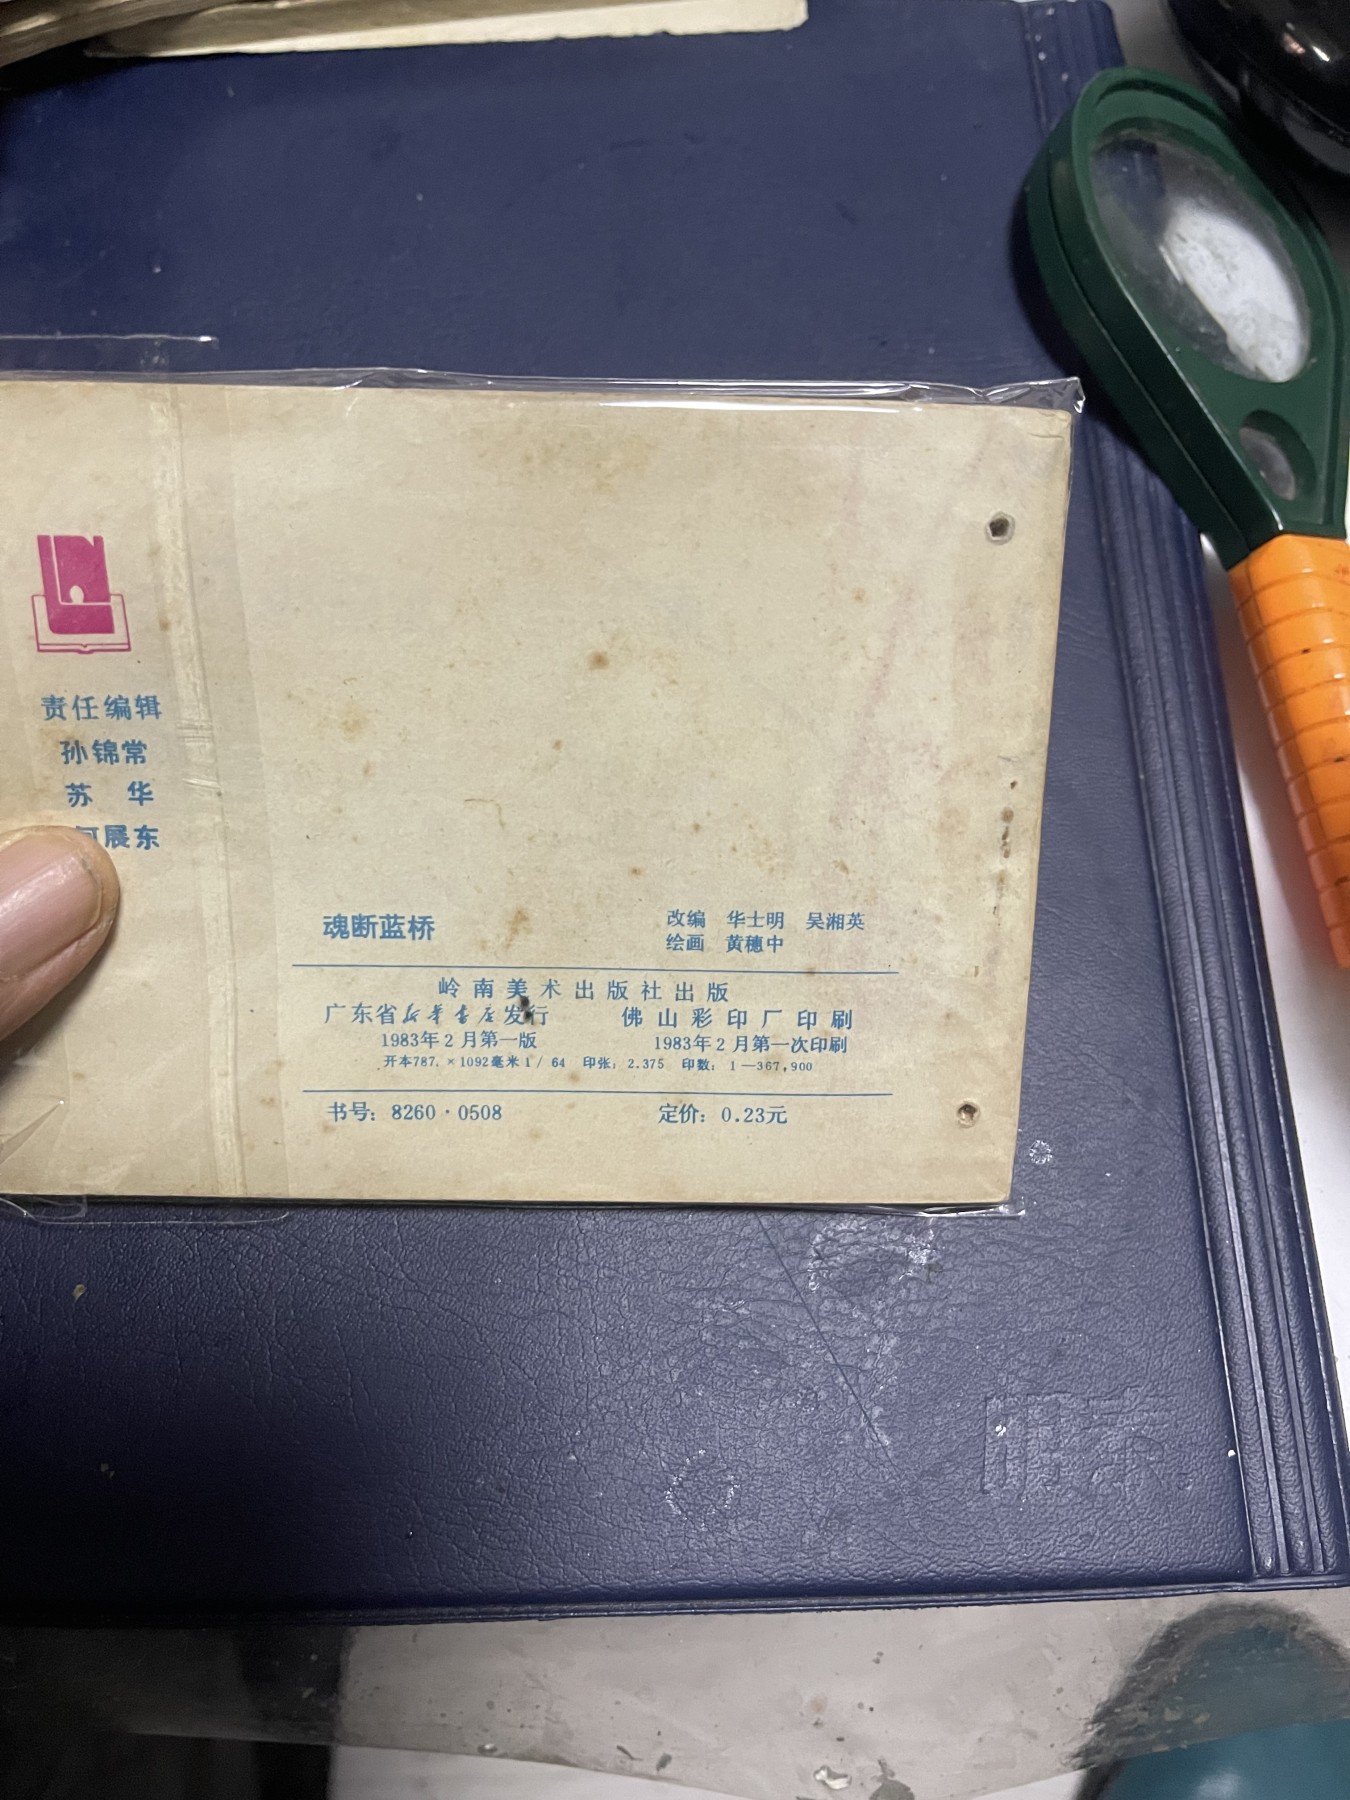 责任编辑
孙锦常
苏 华
何展东
魂断蓝桥
改编 华士明 吴湘英
绘画 黄穗中
岭南美术出版社出版
广东省新华书店发行 佛山彩印厂印刷
1983年2月第一版 1983年2月第一次印刷
开本787.×1092毫米1/64 印张：2.375 印数：1—367,900
书号：8260·0508 定价：0.23元